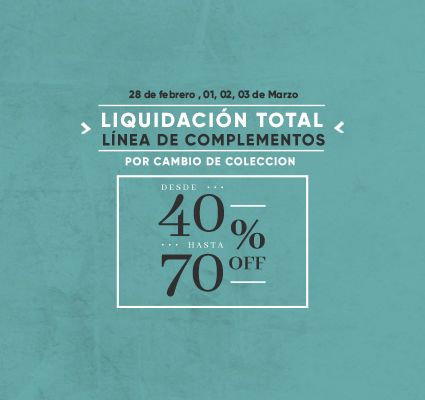 28 de febrero , 01, 02, 03 de Marzo
LIQUIDACIÓN TOTAL
LÍNEA DE COMPLEMENTOS
POR CAMBIO DE COLECCION
DESDE
40
%
HASTA
70 OFF